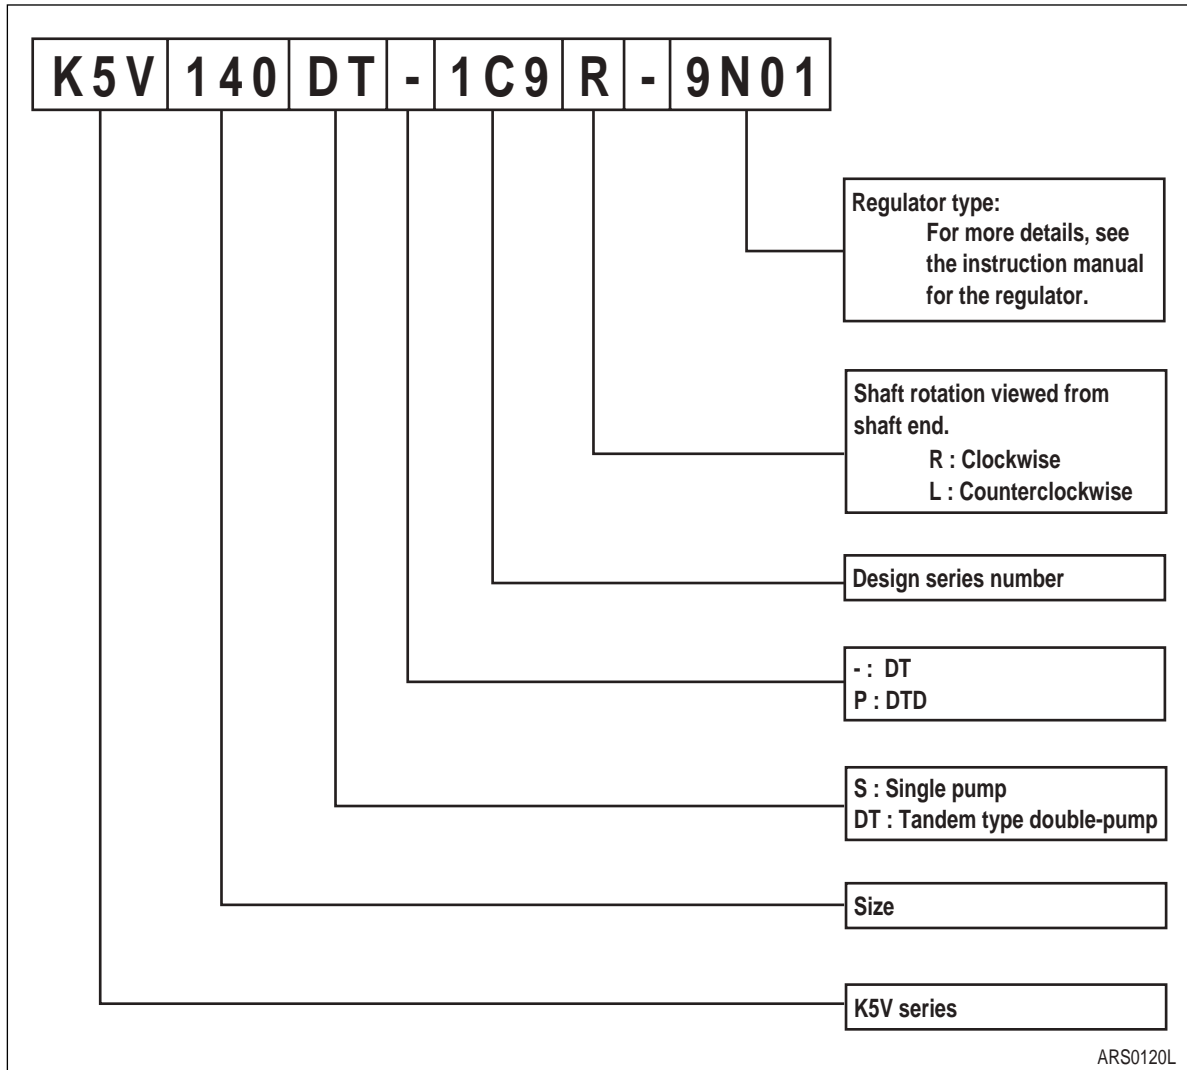 K5V 140 DT - 1C9 R - 9N01
Regulator type:
For more details, see
the instruction manual
for the regulator.
Shaft rotation viewed from
shaft end.
R : Clockwise
L : Counterclockwise
Design series number
- : DT
P : DTD
S : Single pump
DT : Tandem type double-pump
Size
K5V series
ARS0120L